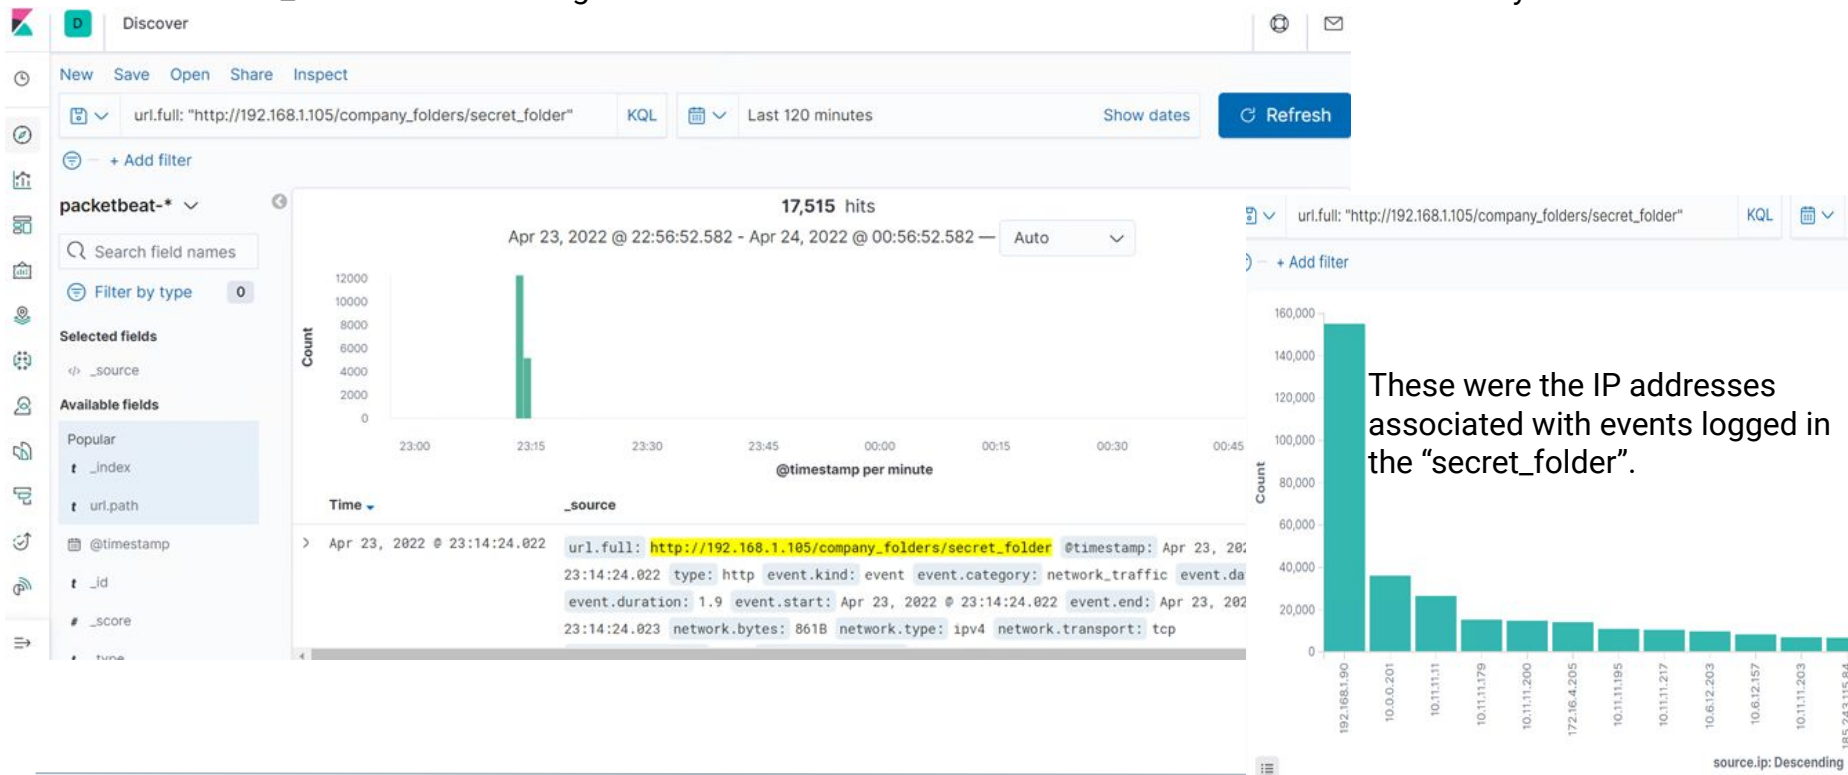 D Discover
New Save Open Share Inspect
url.full: "http://192.168.1.105/company_folders/secret_folder" KQL Last 120 minutes Show dates Refresh
+ Add filter
packetbeat-*
Search field names
Filter by type 0
Selected fields
</> _source
Available fields
Popular
t _index
t url.path
@timestamp
t _id
# _score
17,515 hits
Apr 23, 2022 @ 22:56:52.582 - Apr 24, 2022 @ 00:56:52.582 — Auto
12000
10000
8000
6000
4000
2000
0
Count
23:00 23:15 23:30 23:45 00:00 00:15 00:30 00:45
@timestamp per minute
Time _source
Apr 23, 2022 @ 23:14:24.022 url.full: http://192.168.1.105/company_folders/secret_folder @timestamp: Apr 23,
23:14:24.022 type: http event.kind: event event.category: network_traffic
event.duration: 1.9 event.start: Apr 23, 2022 @ 23:14:24.022 event.end: Apr 23,
23:14:24.023 network.bytes: 861B network.type: ipv4 network.transport: tcp
url.full: "http://192.168.1.105/company_folders/secret_folder" KQL
+ Add filter
These were the IP addresses
associated with events logged in
the “secret_folder”.
160,000
140,000
120,000
100,000
80,000
60,000
40,000
20,000
0
Count
192.168.1.90
10.0.0.201
10.11.11.11
10.11.11.179
10.11.11.200
172.16.4.205
10.11.11.195
10.11.11.217
10.6.12.203
10.6.12.157
10.11.11.203
185.243.115.84
source.ip: Descending